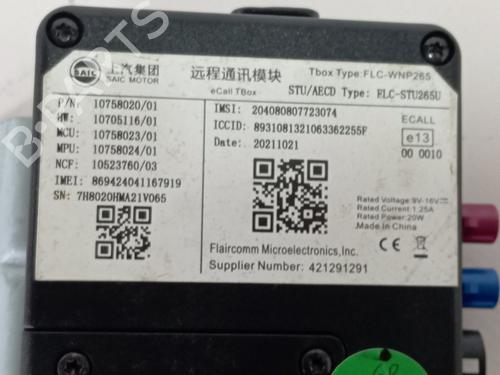 SAIC 上汽集团
SAIC MOTOR
远程通讯模块
eCall TBox
Tbox Type: FLC-WNP265
STU/AECD Type: FLC-STU265U
P/N: 10758020/01
HW: 10705116/01
MCU: 10758023/01
MPU: 10758024/01
NCF: 10523760/03
IMEI: 869424041167919
SN: 7H8020HMA21V065
IMSI: 204080807723074
ICCID: 8931081321063362255F
Date: 20211021
ECALL
e13
00 0010
Rated Voltage: 9V-16V
Rated Current: 1.25A
Rated Power: 20W
CE
Flaircomm Microelectronics,Inc.
Supplier Number: 421291291
B-PARTS